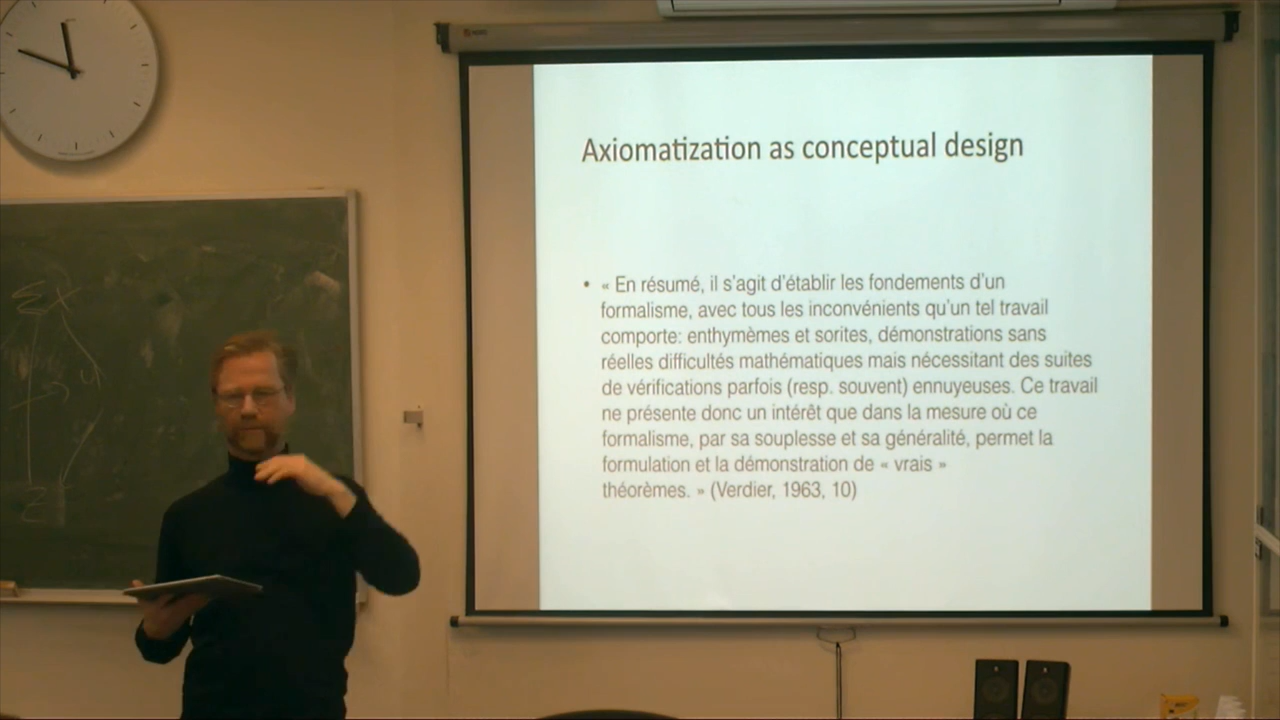 Axiomatization as conceptual design
• « En résumé, il s'agit d'établir les fondements d'un
formalisme, avec tous les inconvénients qu'un tel travail
comporte: enthymèmes et sorites, démonstrations sans
réelles difficultés mathématiques mais nécessitant des suites
de vérifications parfois (resp. souvent) ennuyeuses. Ce travail
ne présente donc un intérêt que dans la mesure où ce
formalisme, par sa souplesse et sa généralité, permet la
formulation et la démonstration de « vrais »
théorèmes. » (Verdier, 1963, 10)